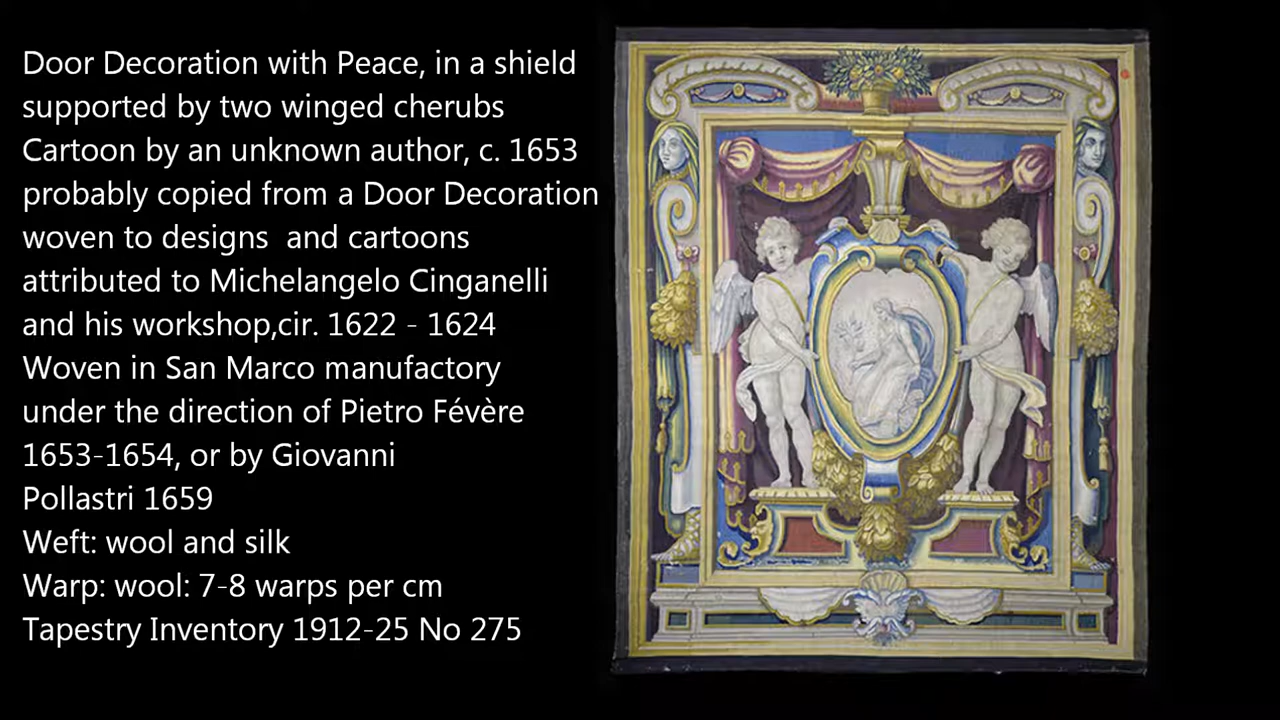 Door Decoration with Peace, in a shield
supported by two winged cherubs
Cartoon by an unknown author, c. 1653
probably copied from a Door Decoration
woven to designs  and cartoons
attributed to Michelangelo Cinganelli
and his workshop,cir. 1622 - 1624
Woven in San Marco manufactory
under the direction of Pietro Févère
1653-1654, or by Giovanni
Pollastri 1659
Weft: wool and silk
Warp: wool: 7-8 warps per cm
Tapestry Inventory 1912-25 No 275